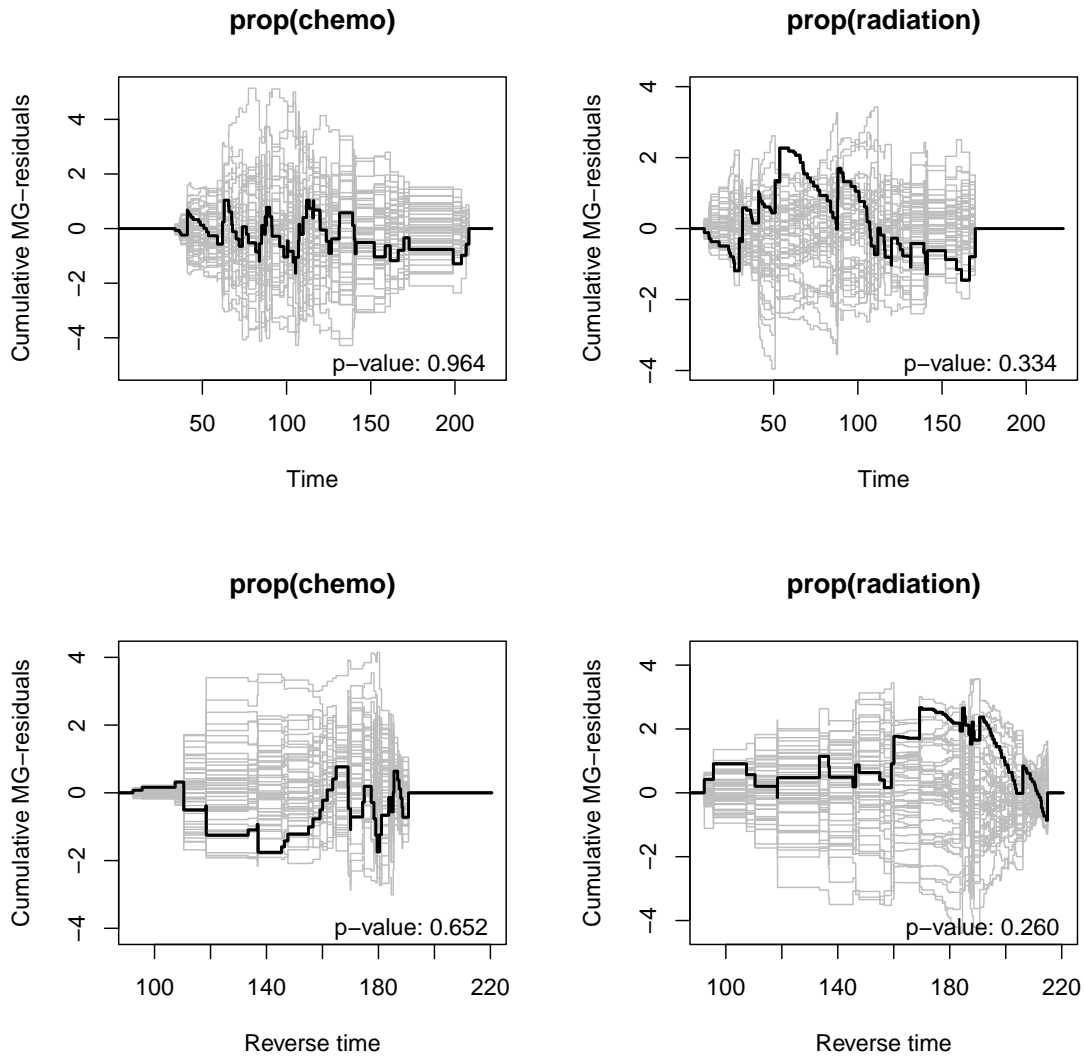 prop(chemo)
Cumulative MG−residuals
4
2
0
−2
−4
p−value: 0.964
50 100 150 200
Time
prop(radiation)
Cumulative MG−residuals
4
2
0
−2
−4
p−value: 0.334
50 100 150 200
Time
prop(chemo)
Cumulative MG−residuals
4
2
0
−2
−4
p−value: 0.652
100 140 180 220
Reverse time
prop(radiation)
Cumulative MG−residuals
4
2
0
−2
−4
p−value: 0.260
100 140 180 220
Reverse time